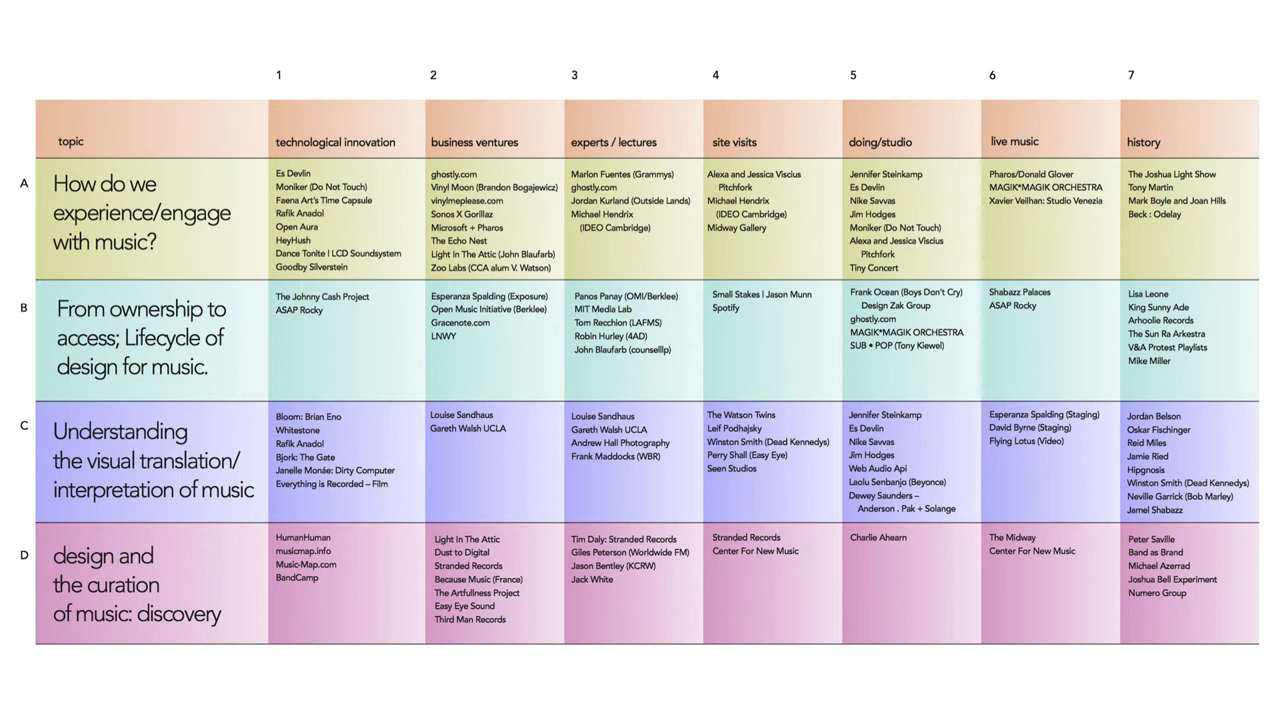 1
2
3
4
5
6
7
topic
technological innovation
business ventures
experts / lectures
site visits
doing/studio
live music
history
A
How do we
experience/engage
with music?
Es Devlin
Moniker (Do Not Touch)
Faena Art's Time Capsule
Rafik Anadol
Open Aura
HeyHush
Dance Tonite | LCD Soundsystem
Goodby Silverstein
ghostly.com
Vinyl Moon (Brandon Bogajewicz)
vinylmeplease.com
Sonos X Gorillaz
Microsoft + Pharos
The Echo Nest
Light In The Attic (John Blaufarb)
Zoo Labs (CCA alum V. Watson)
Marlon Fuentes (Grammys)
ghostly.com
Jordan Kurland (Outside Lands)
Michael Hendrix
(IDEO Cambridge)
Alexa and Jessica Viscius
Pitchfork
Michael Hendrix
(IDEO Cambridge)
Midway Gallery
Jennifer Steinkamp
Es Devlin
Nike Savvas
Jim Hodges
Moniker (Do Not Touch)
Alexa and Jessica Viscius
Pitchfork
Tiny Concert
Pharos/Donald Glover
MAGIK*MAGIK ORCHESTRA
Xavier Veilhan: Studio Venezia
The Joshua Light Show
Tony Martin
Mark Boyle and Joan Hills
Beck : Odelay
B
From ownership to
access; Lifecycle of
design for music.
The Johnny Cash Project
ASAP Rocky
Esperanza Spalding (Exposure)
Open Music Initiative (Berklee)
Gracenote.com
LNWY
Panos Panay (OMI/Berklee)
MIT Media Lab
Tom Recchion (LAFMS)
Robin Hurley (4AD)
John Blaufarb (counselllp)
Small Stakes | Jason Munn
Spotify
Frank Ocean (Boys Don't Cry)
Design Zak Group
ghostly.com
MAGIK*MAGIK ORCHESTRA
SUB • POP (Tony Kiewel)
Shabazz Palaces
ASAP Rocky
Lisa Leone
King Sunny Ade
Arhoolie Records
The Sun Ra Arkestra
V&A Protest Playlists
Mike Miller
C
Understanding
the visual translation/
interpretation of music
Bloom: Brian Eno
Whitestone
Rafik Anadol
Bjork: The Gate
Janelle Monáe: Dirty Computer
Everything is Recorded – Film
Louise Sandhaus
Gareth Walsh UCLA
Louise Sandhaus
Gareth Walsh UCLA
Andrew Hall Photography
Frank Maddocks (WBR)
The Watson Twins
Leif Podhajsky
Winston Smith (Dead Kennedys)
Perry Shall (Easy Eye)
Seen Studios
Jennifer Steinkamp
Es Devlin
Nike Savvas
Jim Hodges
Web Audio Api
Laolu Senbanjo (Beyonce)
Dewey Saunders –
Anderson . Pak + Solange
Esperanza Spalding (Staging)
David Byrne (Staging)
Flying Lotus (Video)
Jordan Belson
Oskar Fischinger
Reid Miles
Jamie Ried
Hipgnosis
Winston Smith (Dead Kennedys)
Neville Garrick (Bob Marley)
Jamel Shabazz
D
design and
the curation
of music: discovery
HumanHuman
musicmap.info
Music-Map.com
BandCamp
Light In The Attic
Dust to Digital
Stranded Records
Because Music (France)
The Artfullness Project
Easy Eye Sound
Third Man Records
Tim Daly: Stranded Records
Giles Peterson (Worldwide FM)
Jason Bentley (KCRW)
Jack White
Stranded Records
Center For New Music
Charlie Ahearn
The Midway
Center For New Music
Peter Saville
Band as Brand
Michael Azerrad
Joshua Bell Experiment
Numero Group